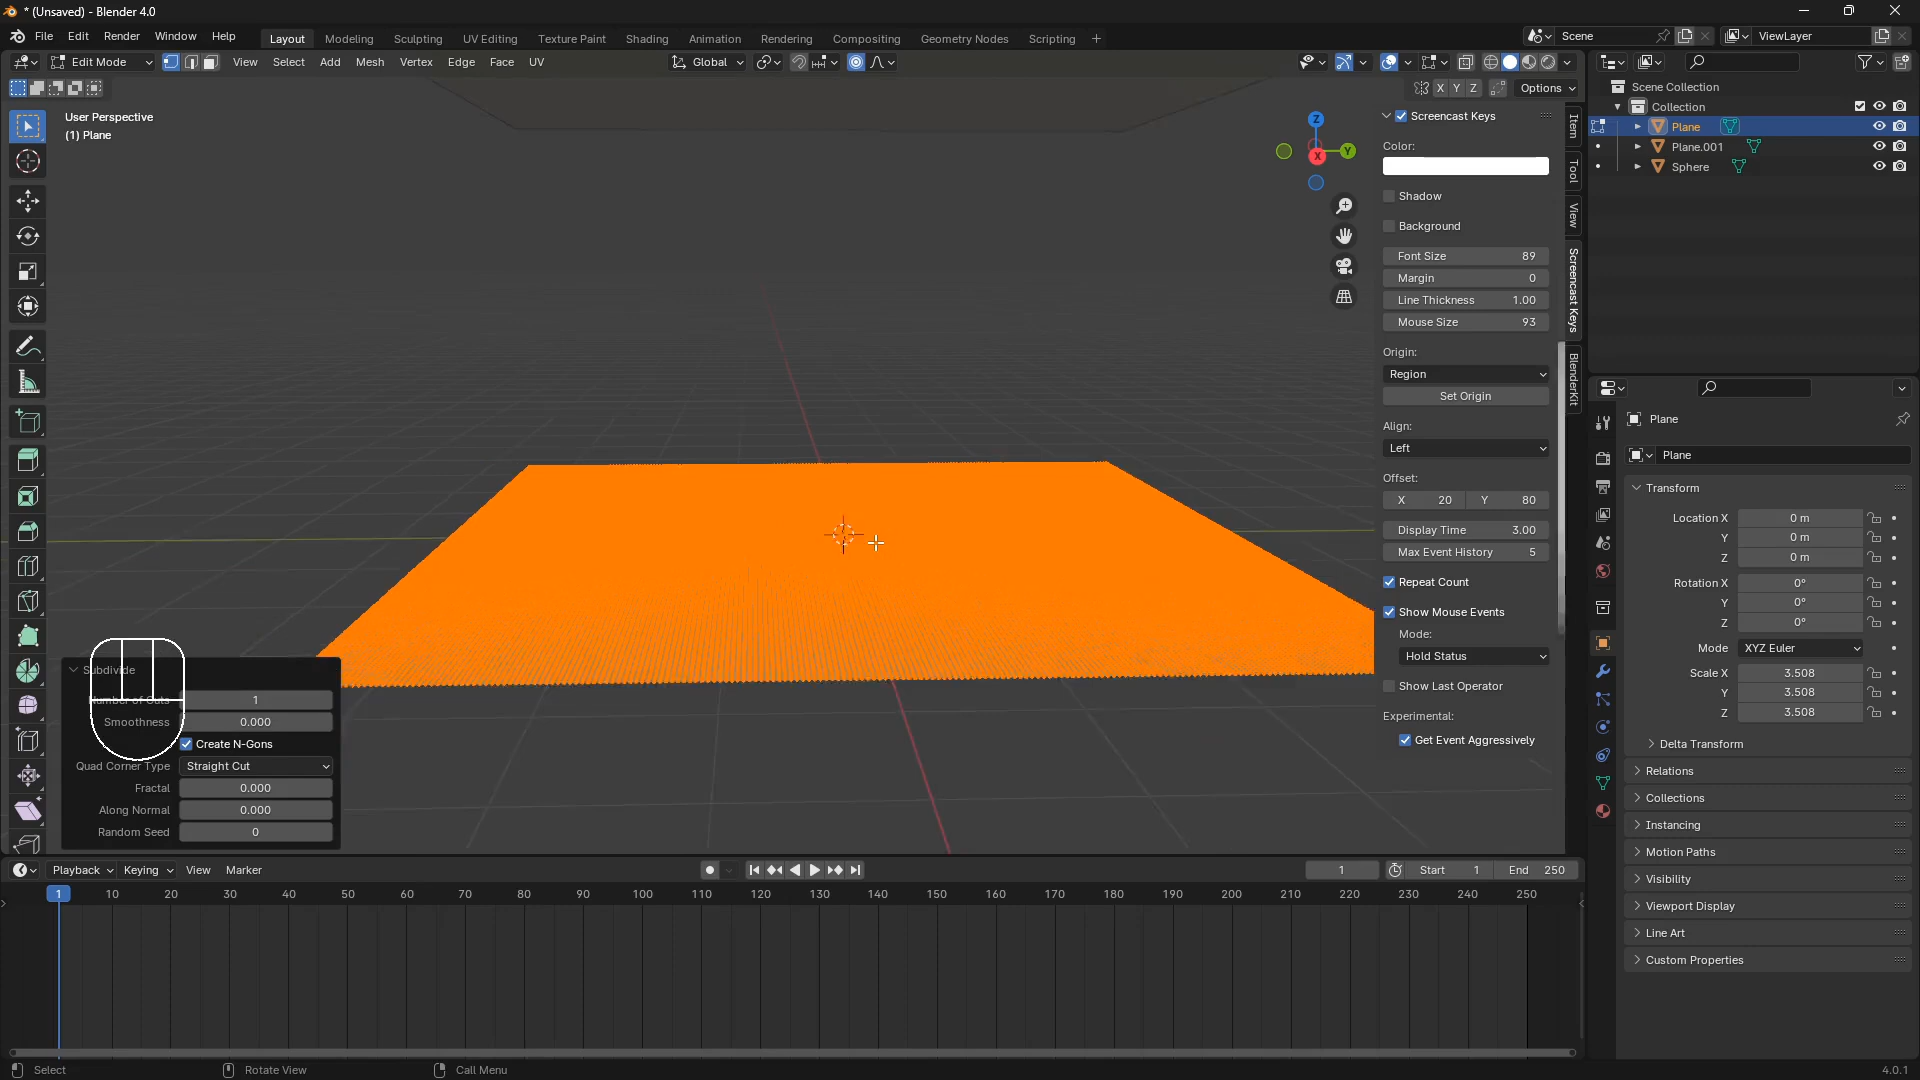 * (Unsaved) - Blender 4.0
File Edit Render Window Help
Layout Modeling Sculpting UV Editing Texture Paint Shading Animation Rendering Compositing Geometry Nodes Scripting +
Scene
ViewLayer
Edit Mode
View Select Add Mesh Vertex Edge Face UV
Global
X Y Z
Options
User Perspective
(1) Plane
Z
Y
X
Screencast Keys
Color:
Shadow
Background
Font Size 89
Margin 0
Line Thickness 1.00
Mouse Size 93
Origin:
Region
Set Origin
Align:
Left
Offset:
X 20 Y 80
Display Time 3.00
Max Event History 5
Repeat Count
Show Mouse Events
Mode:
Hold Status
Show Last Operator
Experimental:
Get Event Aggressively
Item
Tool
View
Screencast Keys
BlenderKit
Scene Collection
Collection
Plane
Plane.001
Sphere
Plane
Plane
Transform
Location X 0 m
Y 0 m
Z 0 m
Rotation X 0°
Y 0°
Z 0°
Mode XYZ Euler
Scale X 3.508
Y 3.508
Z 3.508
Delta Transform
Relations
Collections
Instancing
Motion Paths
Visibility
Viewport Display
Line Art
Custom Properties
Subdivide
Number of Cuts 1
Smoothness 0.000
Create N-Gons
Quad Corner Type Straight Cut
Fractal 0.000
Along Normal 0.000
Random Seed 0
Playback Keying View Marker
1
Start 1
End 250
1 10 20 30 40 50 60 70 80 90 100 110 120 130 140 150 160 170 180 190 200 210 220 230 240 250
Select
Rotate View
Call Menu
4.0.1